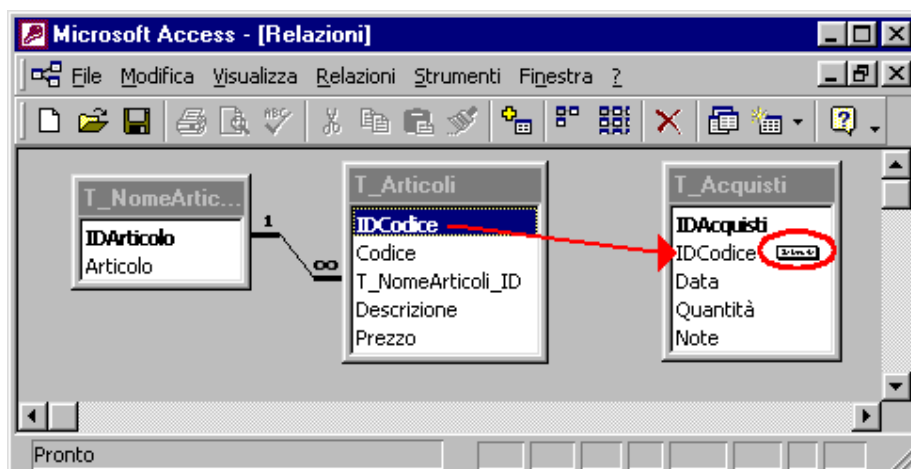 Microsoft Access - [Relazioni]
File Modifica Visualizza Relazioni Strumenti Finestra ?
ABC
T_NomeArtic...
IDArticolo
Articolo
1
∞
T_Articoli
IDCodice
Codice
T_NomeArticoli_ID
Descrizione
Prezzo
T_Acquisti
IDAcquisti
IDCodice
Data
Quantità
Note
Pronto